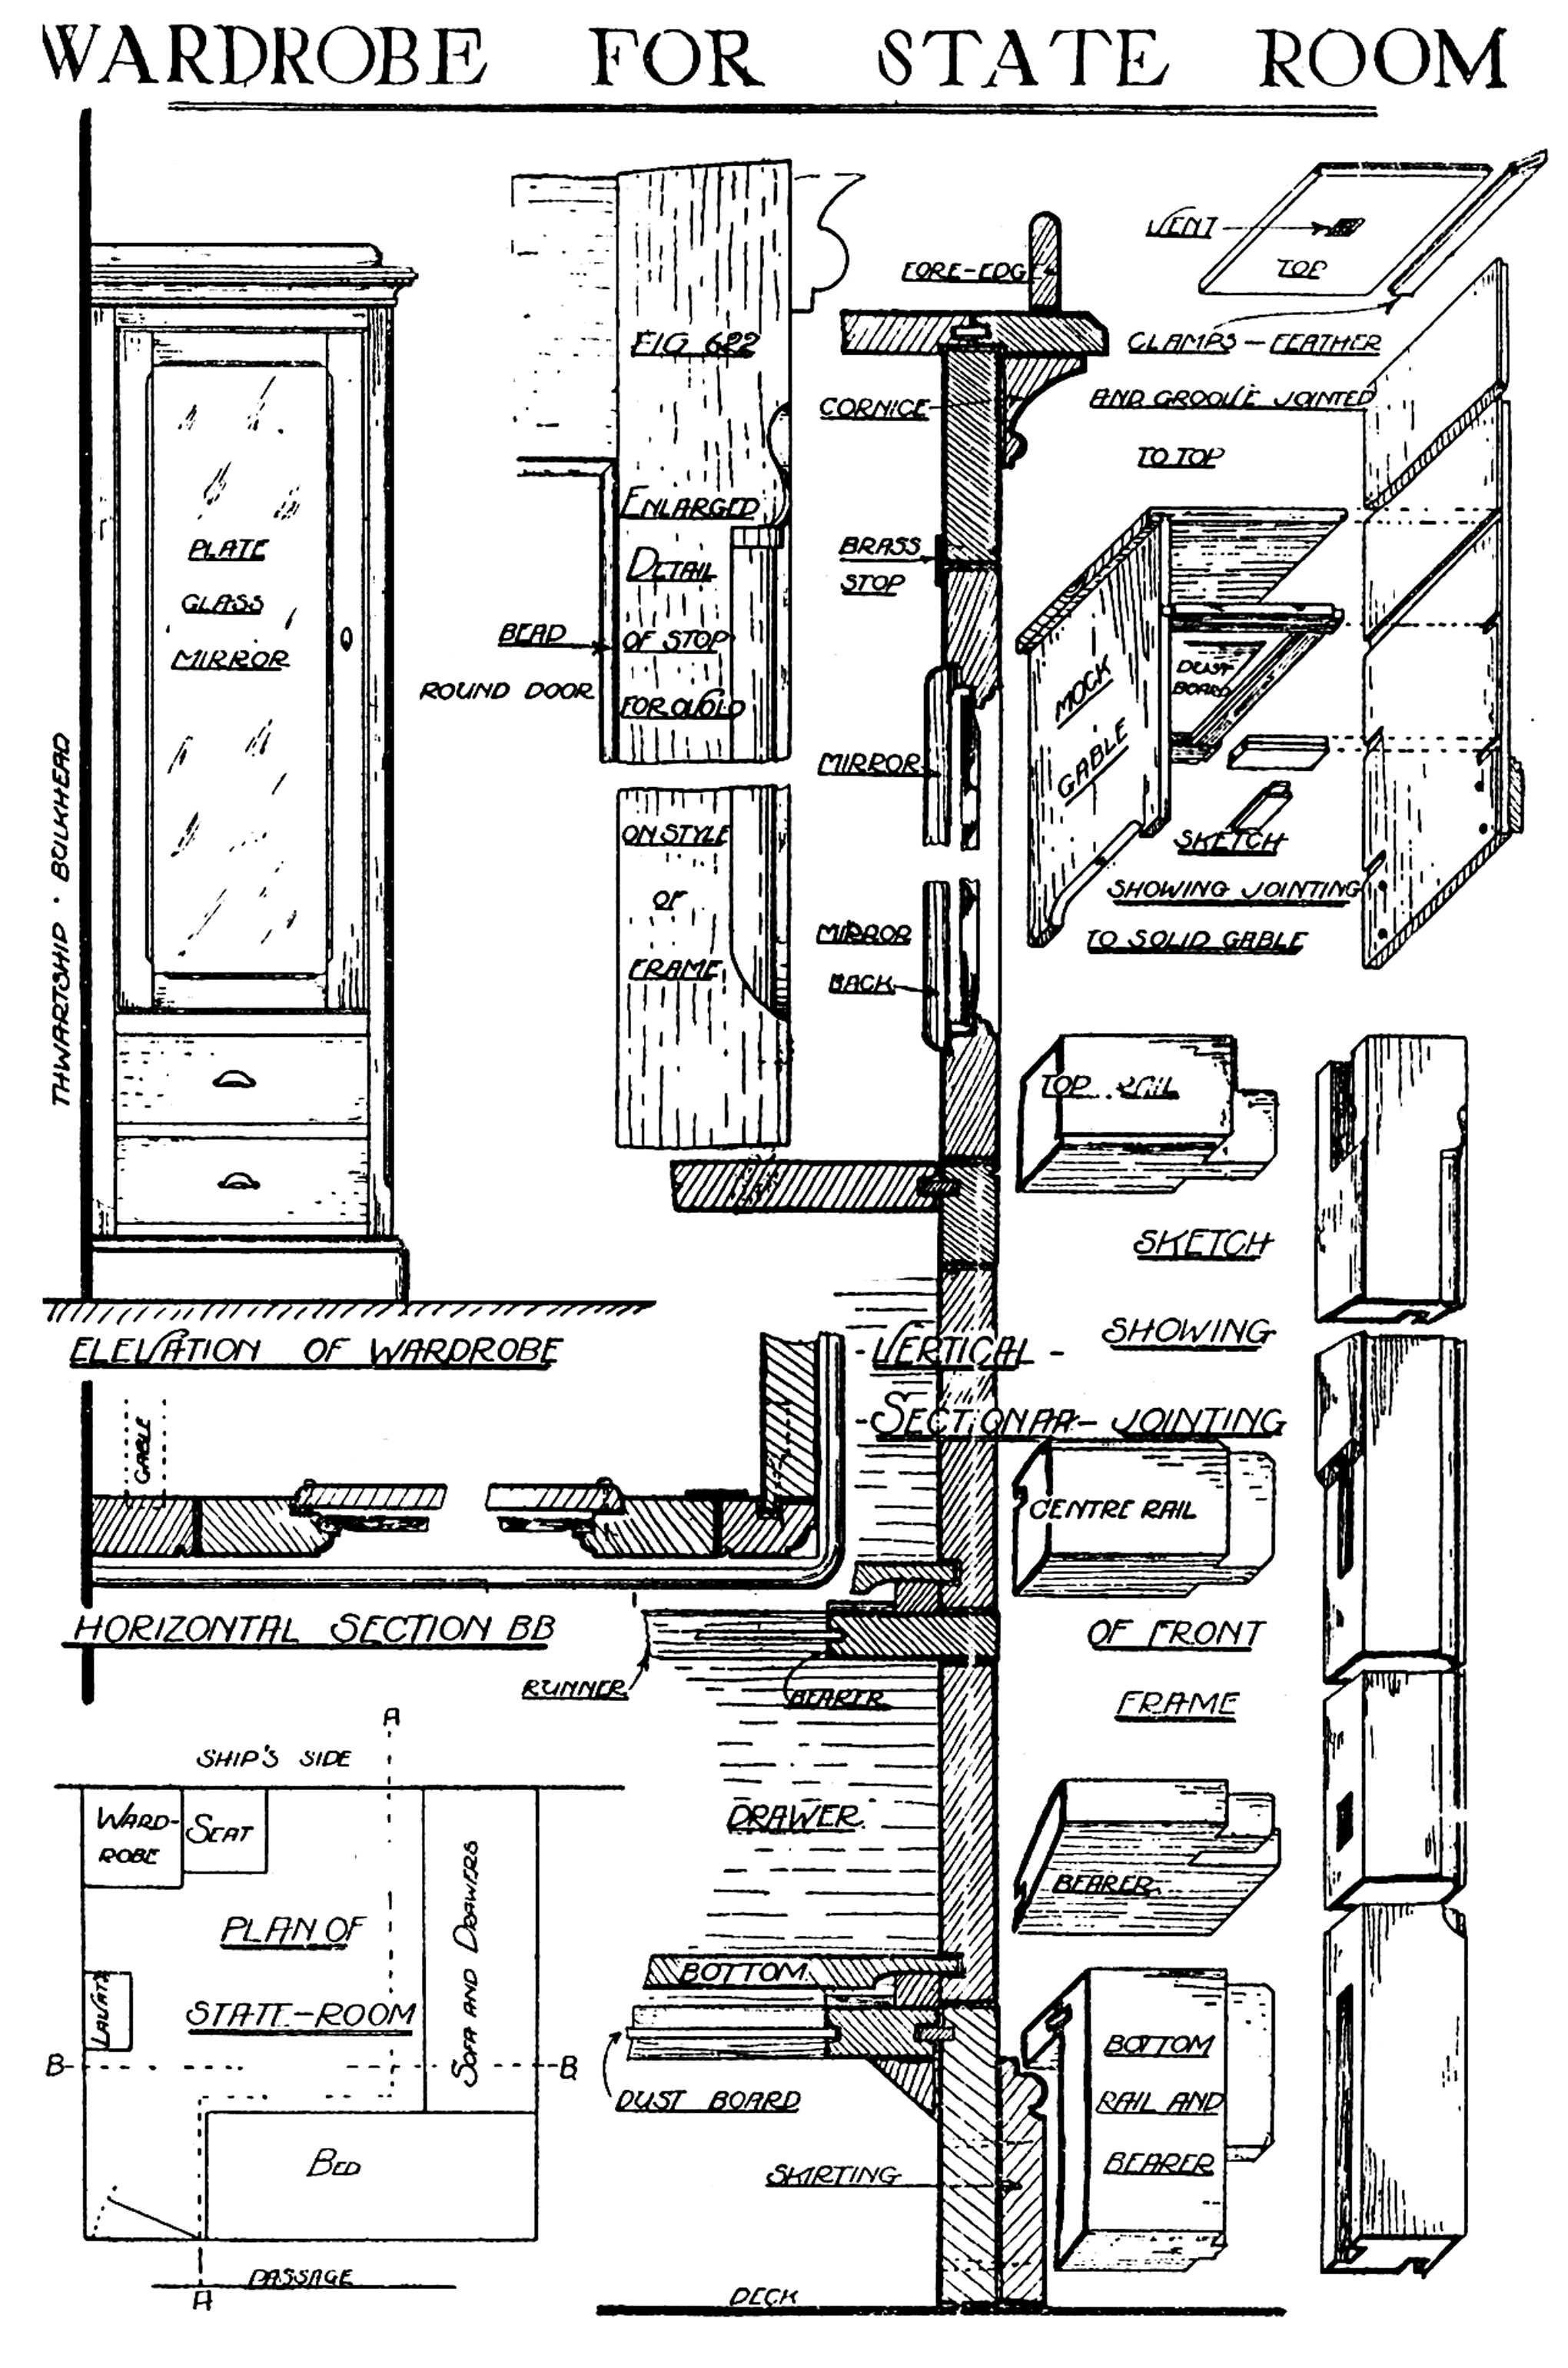 WARDROBE FOR STATE ROOM
THWARTSHIP · BULKHEAD
PLATE
GLASS
MIRROR
ELEVATION OF WARDROBE
FIG 622
ENLARGED
DETAIL
OF STOP
FOR OVOLO
ON STYLE
OF
FRAME
BEAD
ROUND DOOR
FORE-EDGE
CORNICE
BRASS
STOP
MIRROR
MIRROR
BACK
VENT
TOP
CLAMPS - FEATHER
AND GROOVE JOINTED
TO TOP
MOCK
GABLE
DUST
BOARD
SKETCH
SHOWING JOINTING
TO SOLID GABLE
TOP RAIL
SKETCH
SHOWING
JOINTING
OF FRONT
FRAME
CENTRE RAIL
BEARER
BOTTOM
RAIL AND
BEARER
- VERTICAL -
- SECTION AA -
GABLE
HORIZONTAL SECTION BB
RUNNER
BEARER
DRAWER
BOTTOM
DUST BOARD
SKIRTING
DECK
A
SHIP'S SIDE
WARD-
ROBE
SEAT
PLAN OF
STATE-ROOM
LAVATY
SOFA AND DRAWERS
B
B
BED
PASSAGE
A